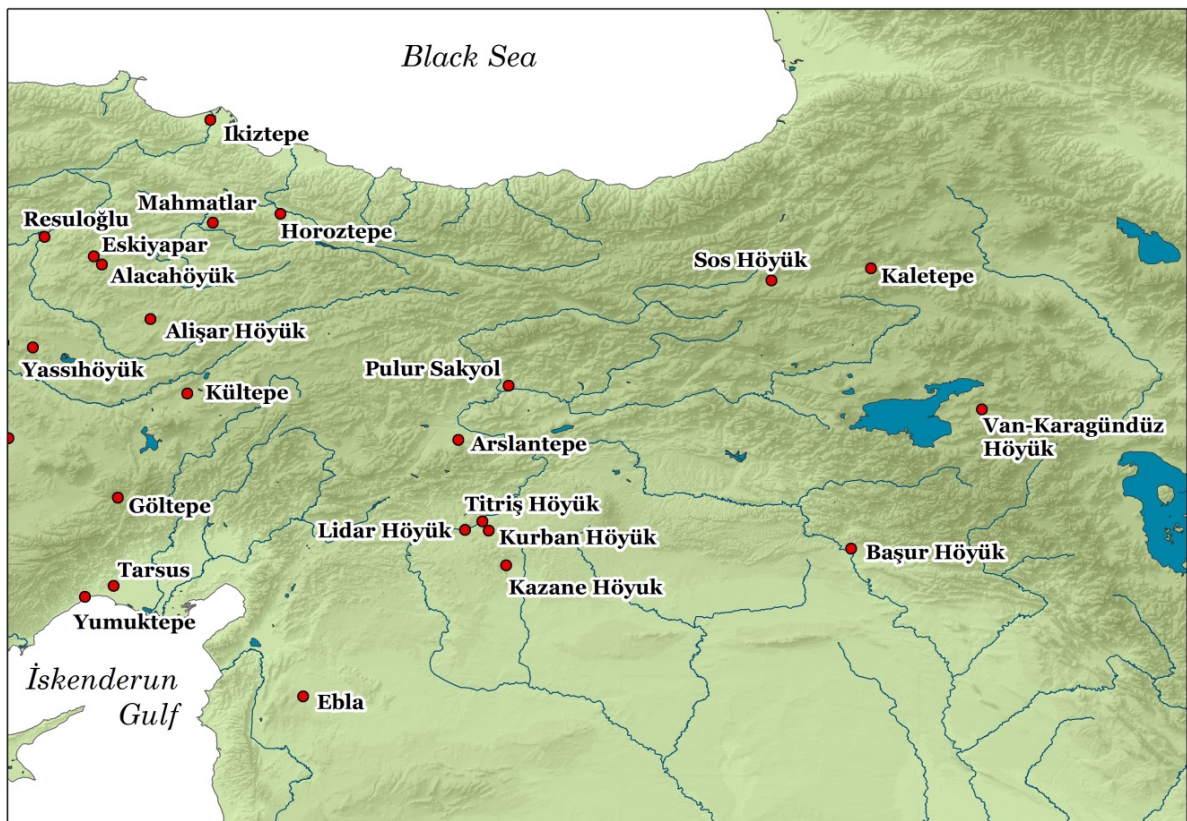 Black Sea
Ikiztepe
Mahmatlar
Horoztepe
Resuloğlu
Eskiyapar
Alacahöyük
Sos Höyük
Kaletepe
Alişar Höyük
Yassıhöyük
Pulur Sakyol
Kültepe
Van-Karagündüz
Höyük
Arslantepe
Göltepe
Titriş Höyük
Lidar Höyük
Kurban Höyük
Başur Höyük
Tarsus
Kazane Höyuk
Yumuktepe
İskenderun
Gulf
Ebla